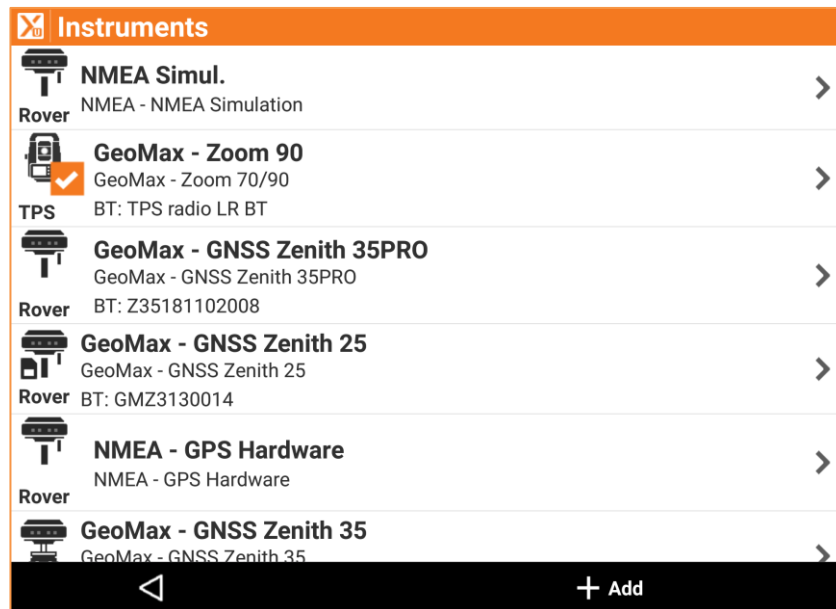 Instruments
NMEA Simul.
NMEA - NMEA Simulation
Rover
GeoMax - Zoom 90
GeoMax - Zoom 70/90
BT: TPS radio LR BT
TPS
GeoMax - GNSS Zenith 35PRO
GeoMax - GNSS Zenith 35PRO
BT: Z35181102008
Rover
GeoMax - GNSS Zenith 25
GeoMax - GNSS Zenith 25
Rover BT: GMZ3130014
NMEA - GPS Hardware
NMEA - GPS Hardware
Rover
GeoMax - GNSS Zenith 35
GeoMax - GNSS Zenith 35
Add